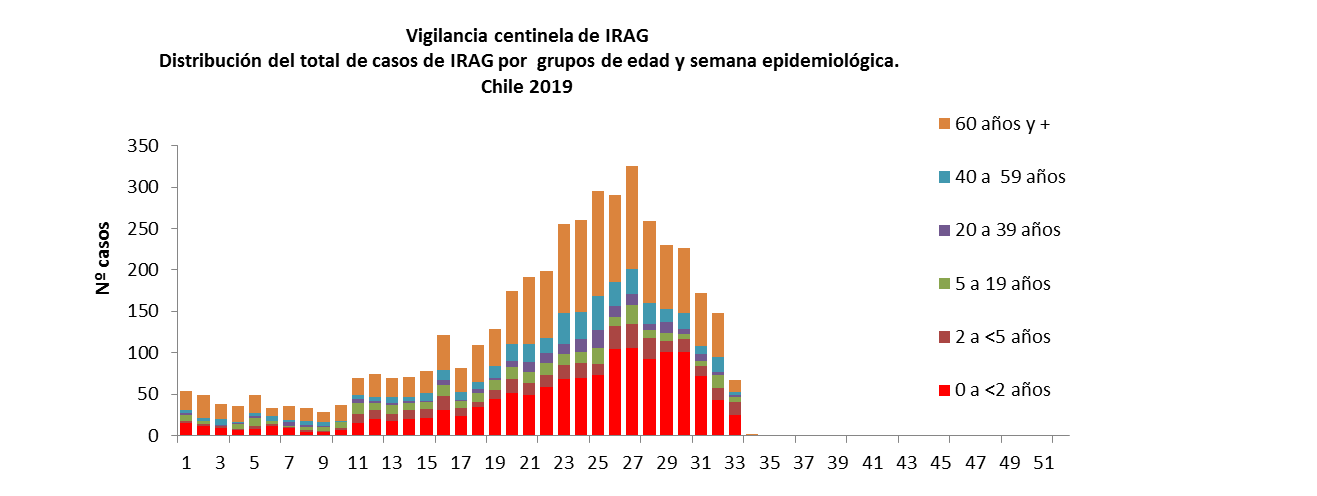 Vigilancia centinela de IRAG
Distribución del total de casos de IRAG por grupos de edad y semana epidemiológica.
Chile 2019
Nº casos
350
300
250
200
150
100
50
0
1 3 5 7 9 11 13 15 17 19 21 23 25 27 29 31 33 35 37 39 41 43 45 47 49 51
60 años y +
40 a 59 años
20 a 39 años
5 a 19 años
2 a <5 años
0 a <2 años